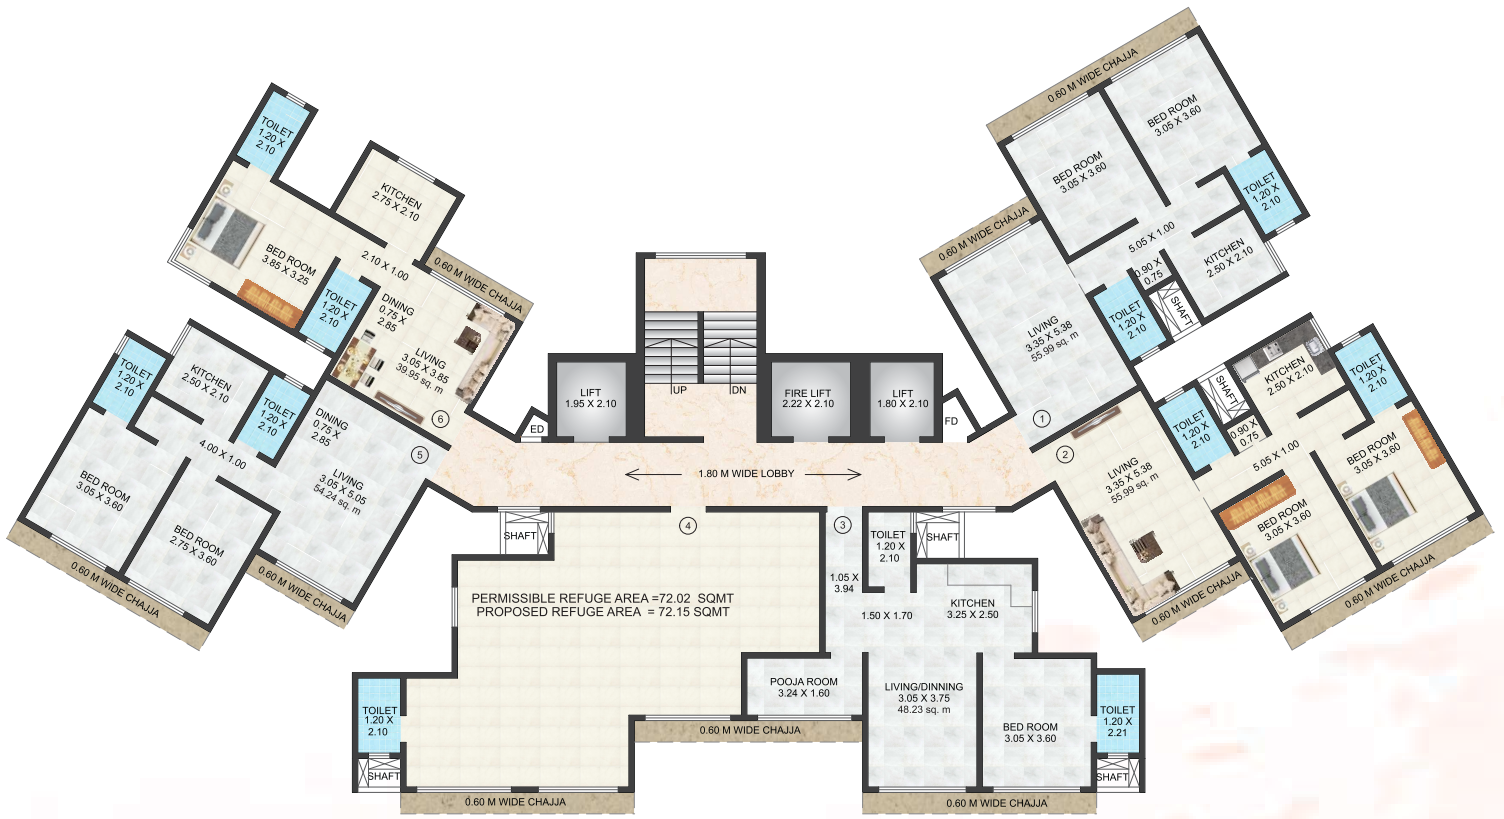 TOILET
1.20 X
2.10
KITCHEN
2.75 X 2.10
BED ROOM
3.85 X 3.25
2.10 X 1.00
0.60 M WIDE CHAJJA
TOILET
1.20 X
2.10
DINING
0.75 X
2.85
LIVING
3.05 X 3.85
39.95 sq. m
6
TOILET
1.20 X
2.10
KITCHEN
2.50 X 2.10
TOILET
1.20 X
2.10
DINING
0.75 X
2.85
4.00 X 1.00
LIVING
3.05 X 5.05
54.24 sq. m
5
BED ROOM
3.05 X 3.60
BED ROOM
2.75 X 3.60
0.60 M WIDE CHAJJA
0.60 M WIDE CHAJJA
UP
DN
LIFT
1.95 X 2.10
FIRE LIFT
2.22 X 2.10
LIFT
1.80 X 2.10
ED
FD
1.80 M WIDE LOBBY
0.60 M WIDE CHAJJA
BED ROOM
3.05 X 3.60
BED ROOM
3.05 X 3.60
TOILET
1.20 X
2.10
0.60 M WIDE CHAJJA
5.05 X 1.00
KITCHEN
2.50 X 2.10
0.90 X
0.75
SHAFT
TOILET
1.20 X
2.10
LIVING
3.35 X 5.38
55.99 sq. m
1
2
KITCHEN
2.50 X 2.10
TOILET
1.20 X
2.10
SHAFT
TOILET
1.20 X
2.10
0.90 X
0.75
5.05 X 1.00
LIVING
3.35 X 5.38
55.99 sq. m
BED ROOM
3.05 X 3.60
BED ROOM
3.05 X 3.60
0.60 M WIDE CHAJJA
0.60 M WIDE CHAJJA
4
3
SHAFT
PERMISSIBLE REFUGE AREA =72.02 SQMT
PROPOSED REFUGE AREA = 72.15 SQMT
TOILET
1.20 X
2.10
SHAFT
1.05 X
3.94
1.50 X 1.70
KITCHEN
3.25 X 2.50
POOJA ROOM
3.24 X 1.60
LIVING/DINNING
3.05 X 3.75
48.23 sq. m
BED ROOM
3.05 X 3.60
TOILET
1.20 X
2.21
TOILET
1.20 X
2.10
SHAFT
SHAFT
0.60 M WIDE CHAJJA
0.60 M WIDE CHAJJA
0.60 M WIDE CHAJJA